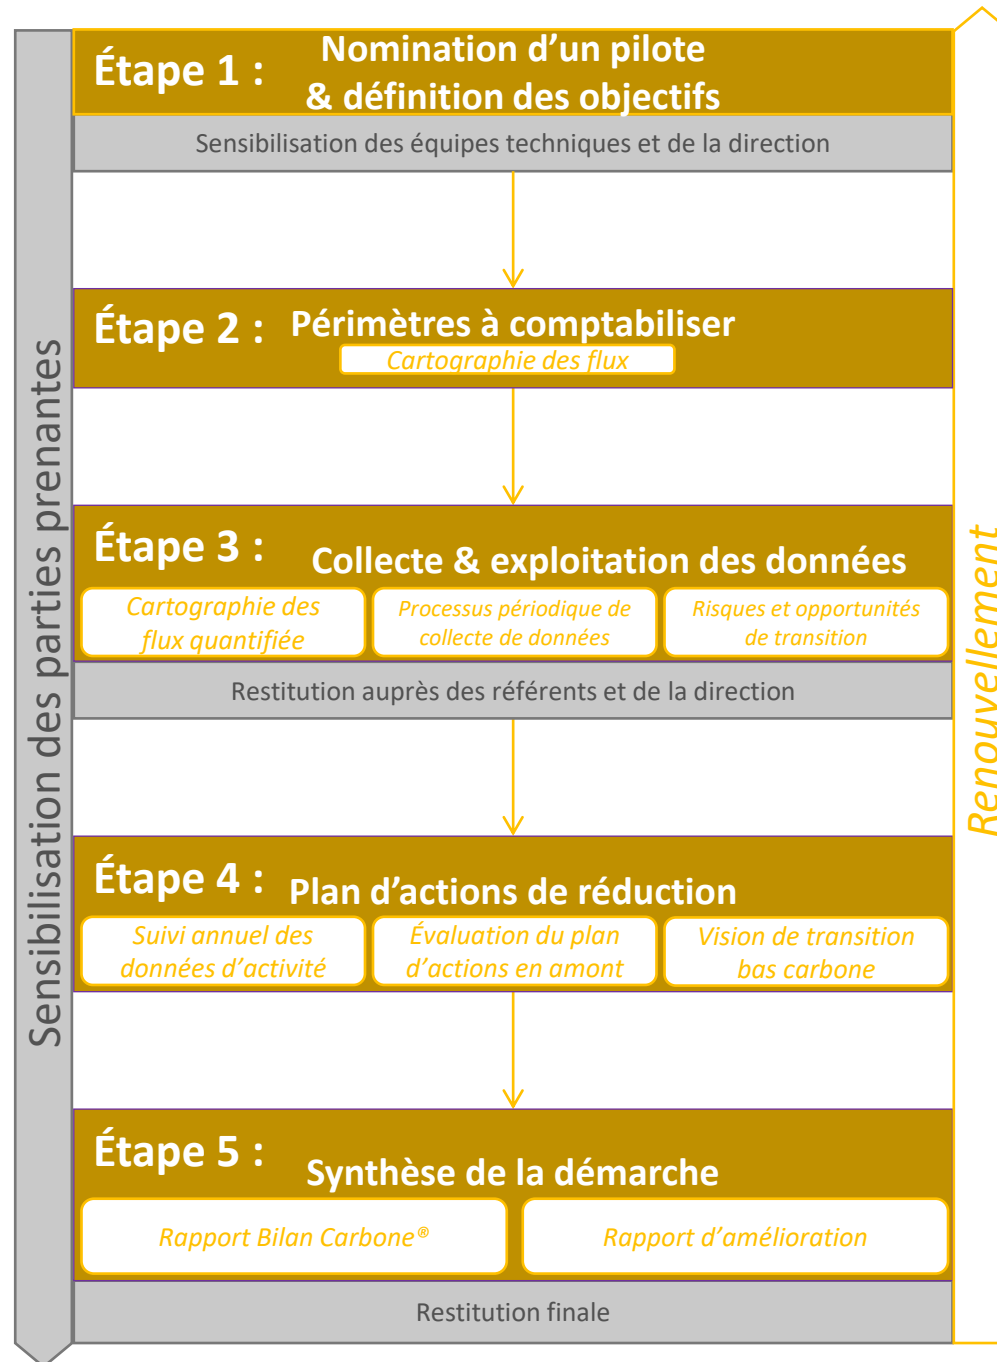 Sensibilisation des parties prenantes
Étape 1 :
Nomination d’un pilote
& définition des objectifs
Sensibilisation des équipes techniques et de la direction
Étape 2 :
Périmètres à comptabiliser
Cartographie des flux
Étape 3 :
Collecte & exploitation des données
Cartographie des
flux quantifiée
Processus périodique de
collecte de données
Risques et opportunités
de transition
Restitution auprès des référents et de la direction
Étape 4 :
Plan d’actions de réduction
Suivi annuel des
données d’activité
Évaluation du plan
d’actions en amont
Vision de transition
bas carbone
Étape 5 :
Synthèse de la démarche
Rapport Bilan Carbone®
Rapport d’amélioration
Restitution finale
Renouvellement